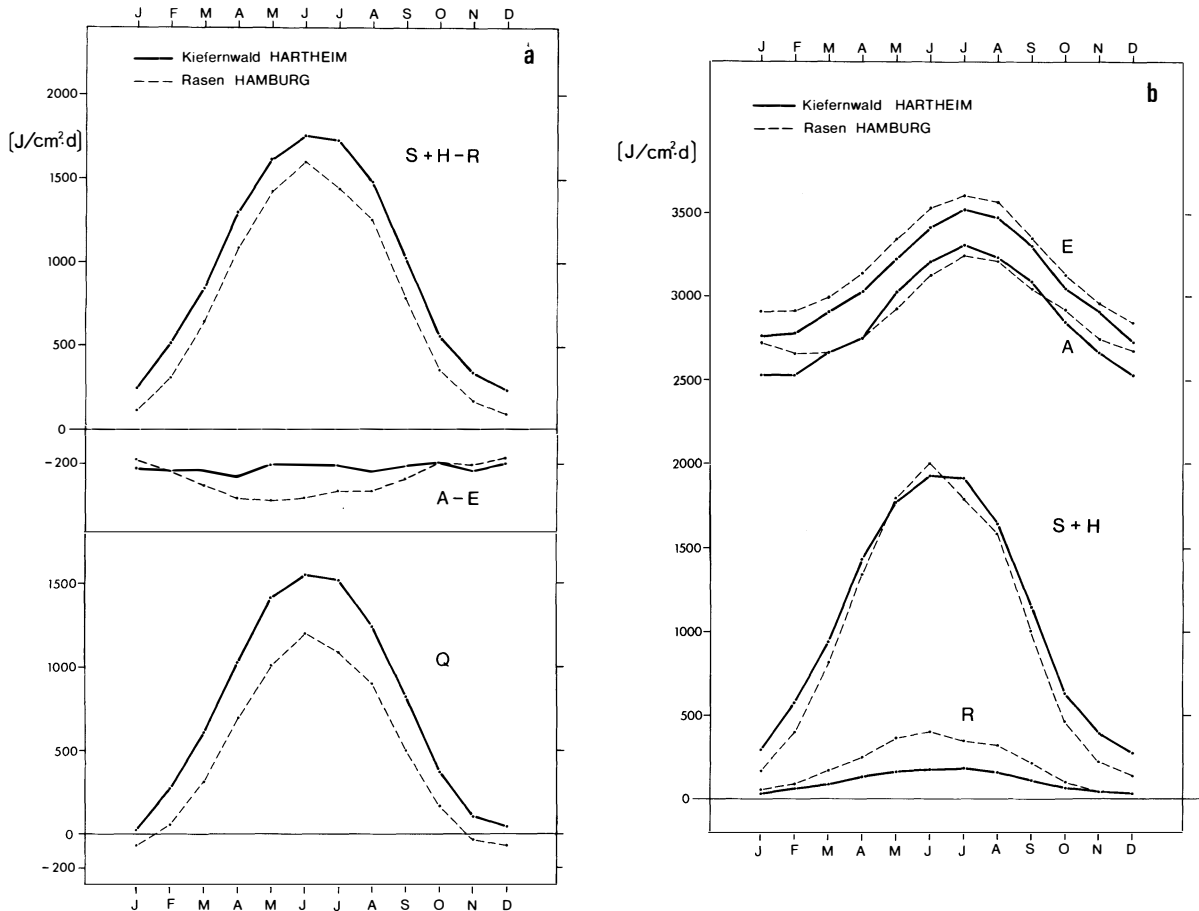 J F M A M J J A S O N D
a
Kiefernwald HARTHEIM
Rasen HAMBURG
2000
[J/cm²d]
S + H – R
1500
1000
500
0
– 200
A – E
1500
Q
1000
500
0
– 200
J F M A M J J A S O N D
J F M A M J J A S O N D
b
Kiefernwald HARTHEIM
Rasen HAMBURG
[J/cm²·d]
3500
E
3000
A
2500
2000
S + H
1500
1000
R
500
0
J F M A M J J A S O N D